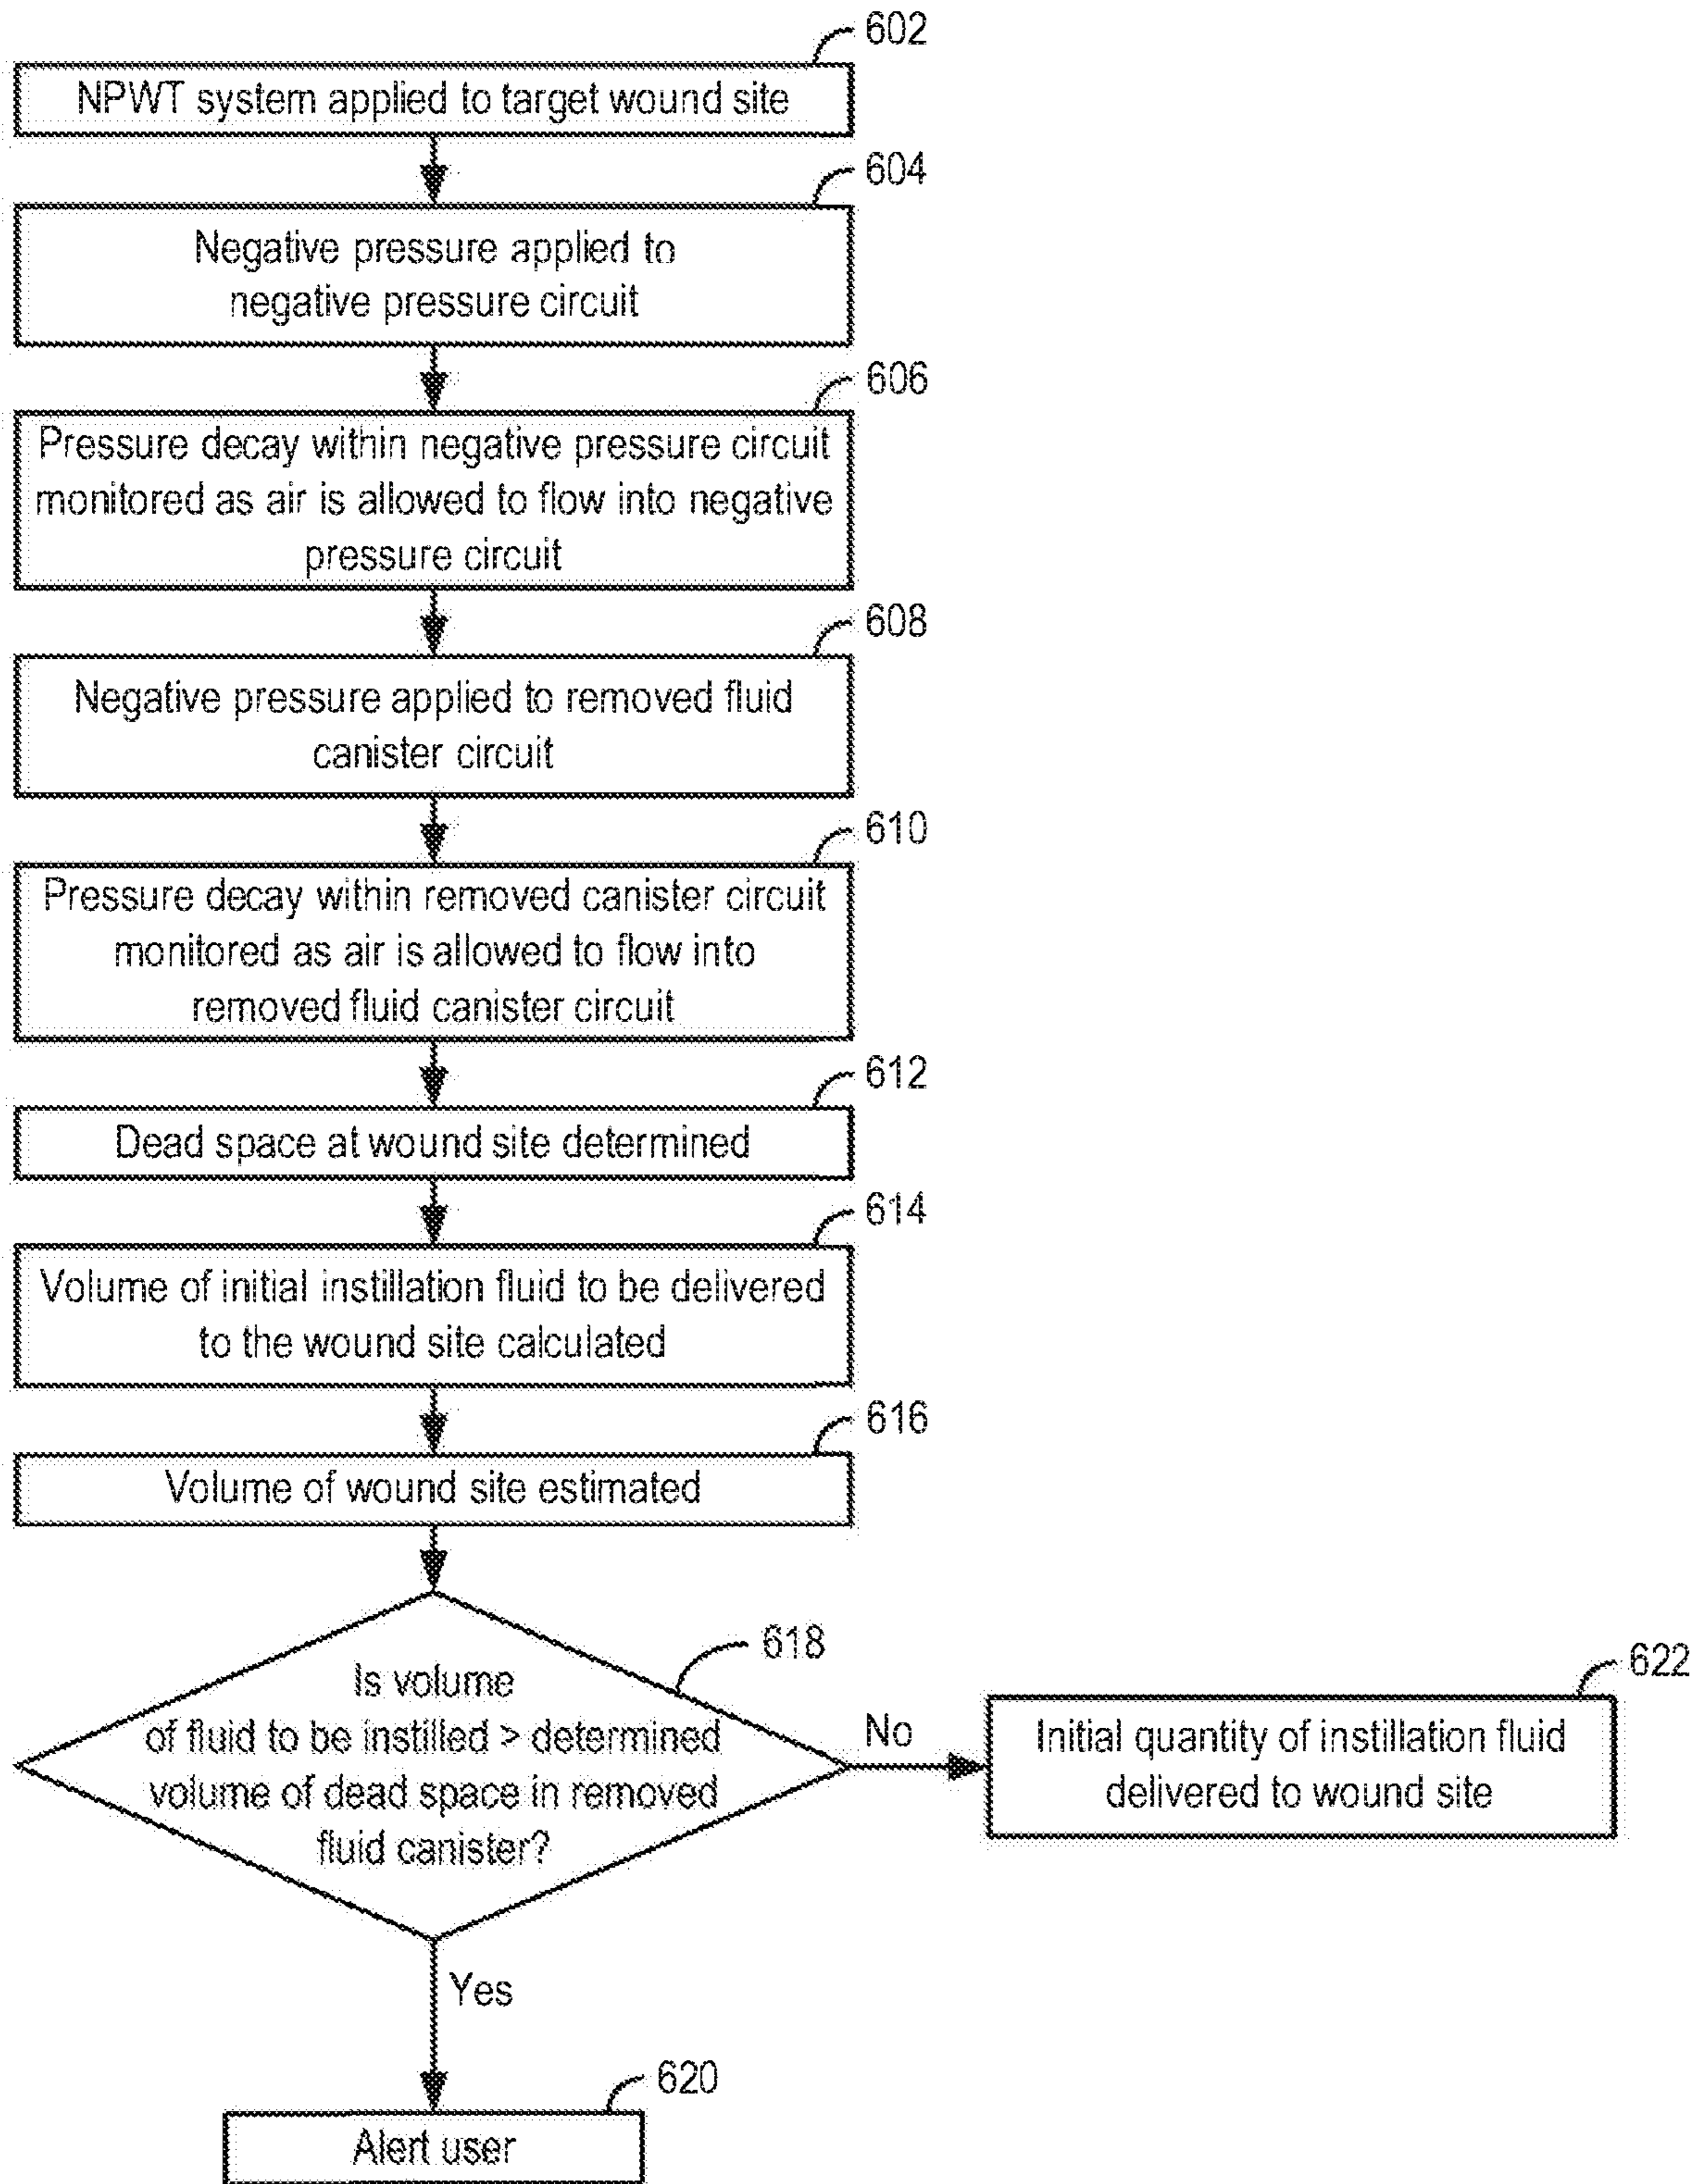 602
NPWT system applied to target wound site
604
Negative pressure applied to
negative pressure circuit
606
Pressure decay within negative pressure circuit
monitored as air is allowed to flow into negative
pressure circuit
608
Negative pressure applied to removed fluid
canister circuit
610
Pressure decay within removed canister circuit
monitored as air is allowed to flow into
removed fluid canister circuit
612
Dead space at wound site determined
614
Volume of initial instillation fluid to be delivered
to the wound site calculated
616
Volume of wound site estimated
618
Is volume
of fluid to be instilled > determined
volume of dead space in removed
fluid canister?
No
622
Initial quantity of instillation fluid
delivered to wound site
Yes
620
Alert user